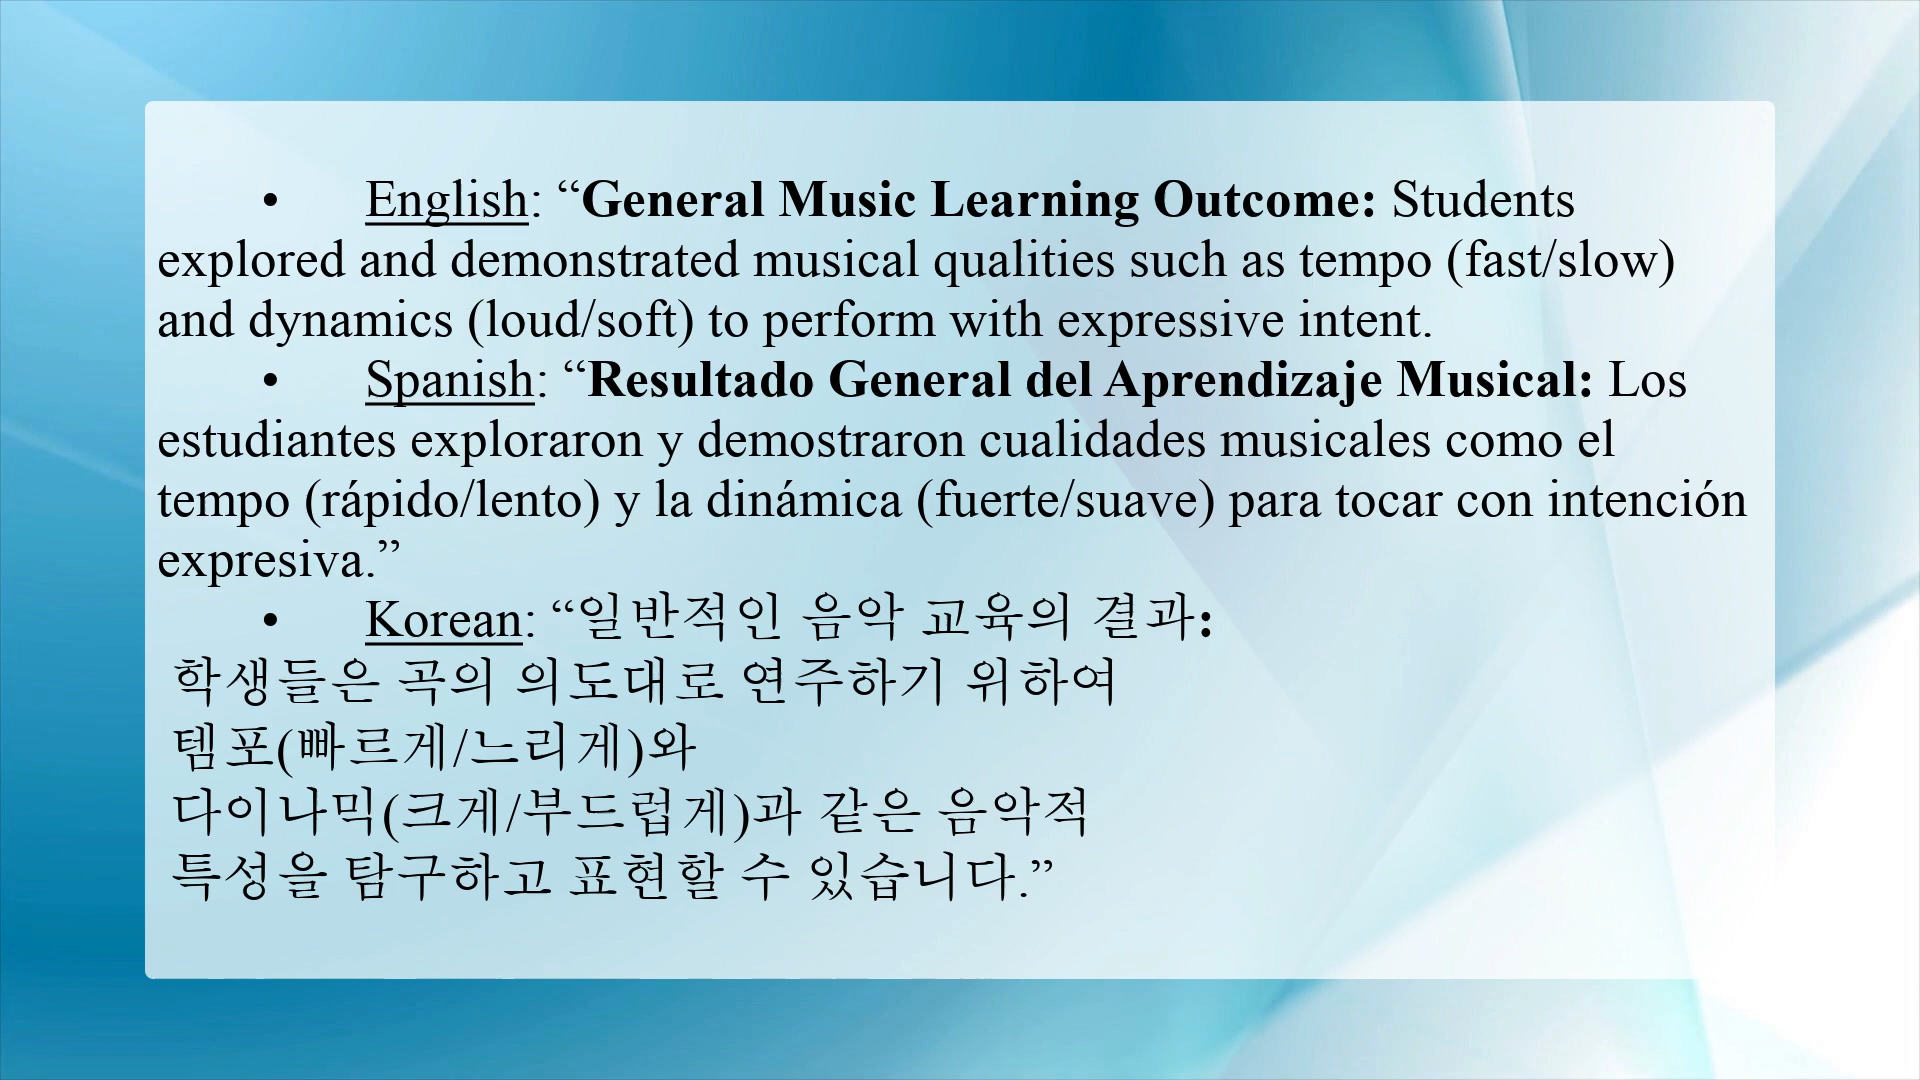 • English: “General Music Learning Outcome: Students
explored and demonstrated musical qualities such as tempo (fast/slow)
and dynamics (loud/soft) to perform with expressive intent.
• Spanish: “Resultado General del Aprendizaje Musical: Los
estudiantes exploraron y demostraron cualidades musicales como el
tempo (rápido/lento) y la dinámica (fuerte/suave) para tocar con intención
expresiva.”
• Korean: “일반적인 음악 교육의 결과:
학생들은 곡의 의도대로 연주하기 위하여
템포(빠르게/느리게)와
다이나믹(크게/부드럽게)과 같은 음악적
특성을 탐구하고 표현할 수 있습니다.”